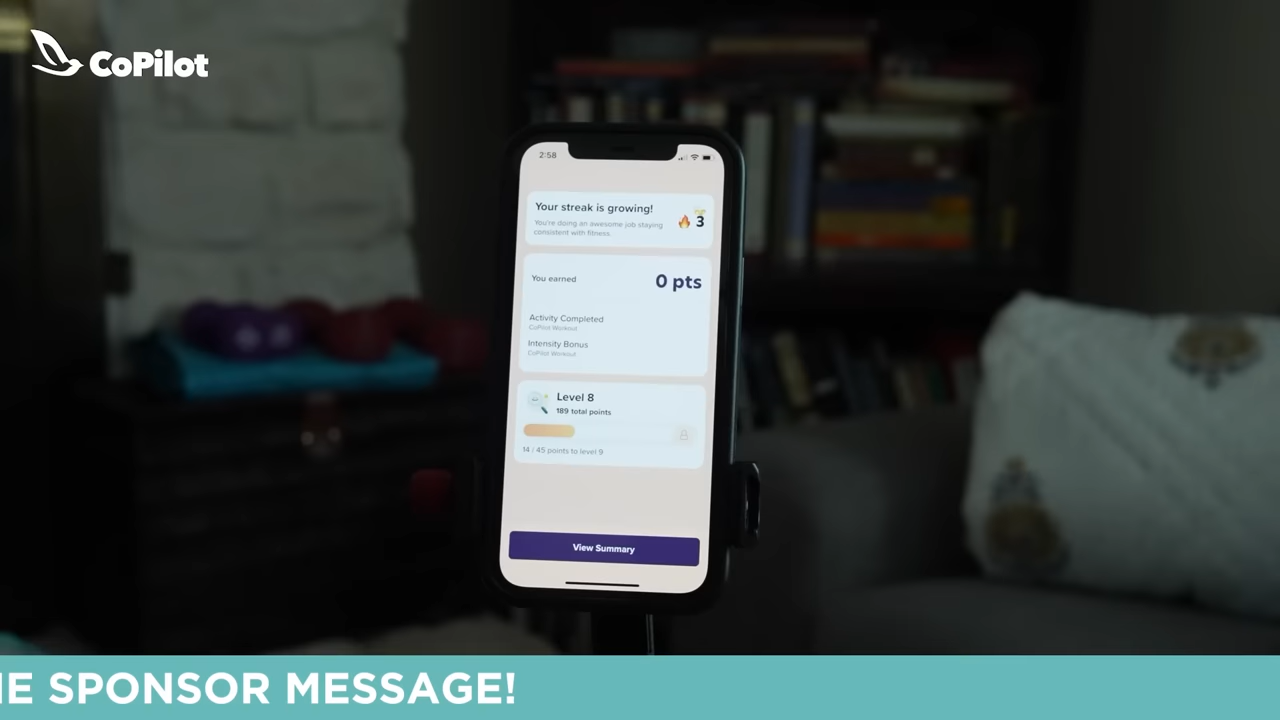 CoPilot
2:58
Your streak is growing!
You're doing an awesome job staying
consistent with fitness.
3
You earned
0 pts
Activity Completed
CoPilot Workout
Intensity Bonus
CoPilot Workout
Level 8
189 total points
14 / 45 points to level 9
View Summary
SPONSOR MESSAGE!